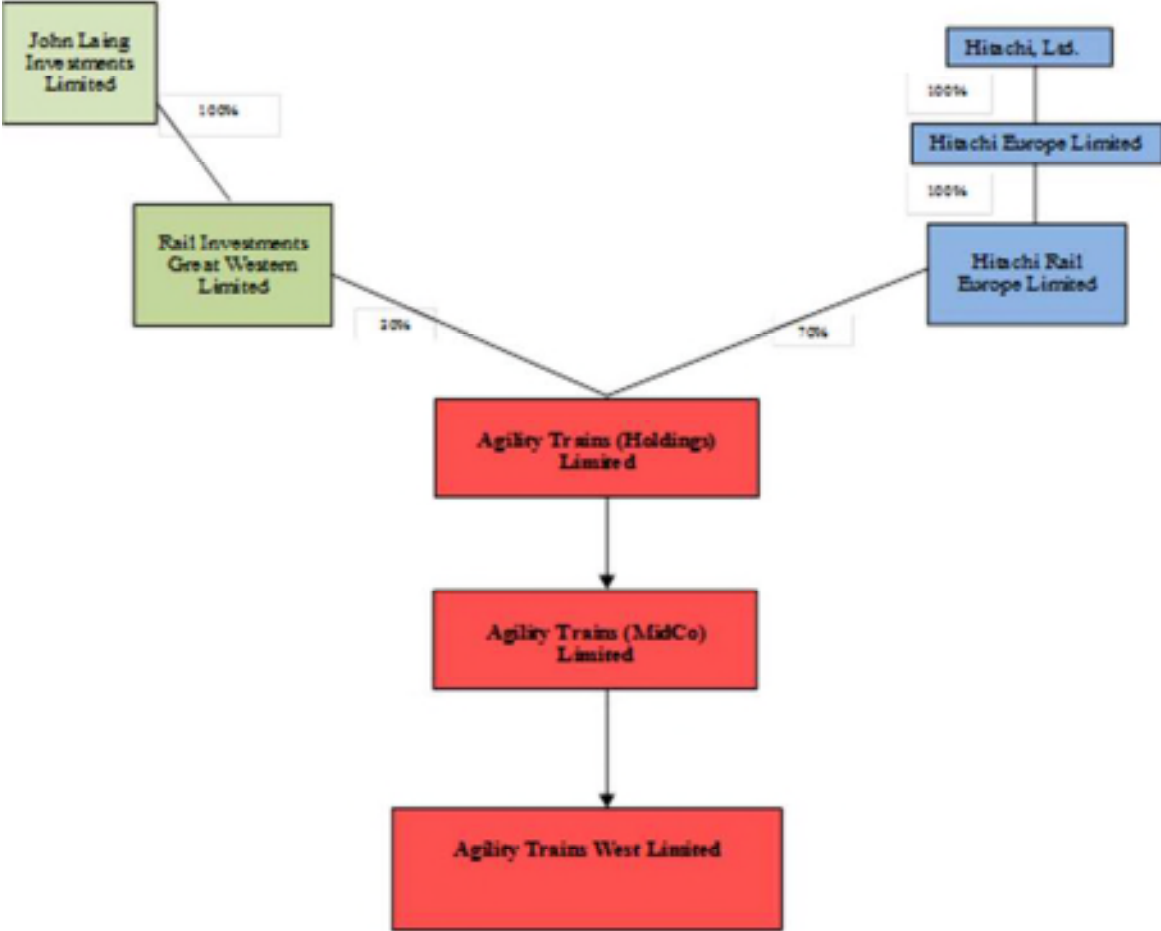 John Laing
Investments
Limited
100%
Hitachi, Ltd.
100%
Hitachi Europe Limited
100%
Rail Investments
Great Western
Limited
Hitachi Rail
Europe Limited
30%
70%
Agility Trains (Holdings)
Limited
Agility Trains (MidCo)
Limited
Agility Trains West Limited